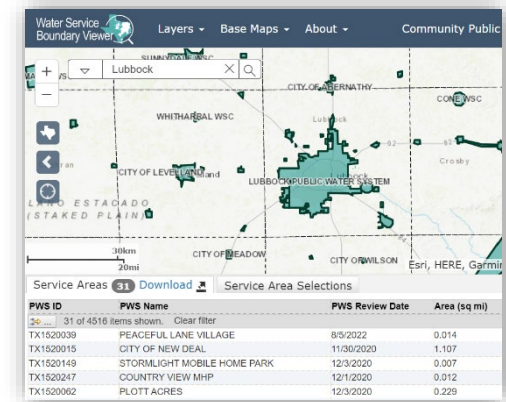 Water Service Boundary Viewer
Layers Base Maps About Community Public
Lubbock
CITY OF ABERNATHY
CONE WSC
WHITHARRAL WSC
Lubbock
62
Crosby
CITY OF LEVELLAND
LUBBOCK PUBLIC WATER SYSTEM
ESTACADO
(STAKED PLAIN)
30km
20mi
CITY OF MEADOW
CITY OF WILSON
Esri, HERE, Garmin
Service Areas 31 Download Service Area Selections
PWS ID PWS Name PWS Review Date Area (sq mi)
... 31 of 4516 items shown. Clear filter
TX1520039 PEACEFUL LANE VILLAGE 8/5/2022 0.014
TX1520015 CITY OF NEW DEAL 11/30/2020 1.107
TX1520149 STORMLIGHT MOBILE HOME PARK 12/3/2020 0.007
TX1520247 COUNTRY VIEW MHP 12/1/2020 0.012
TX1520062 PLOTT ACRES 12/3/2020 0.229